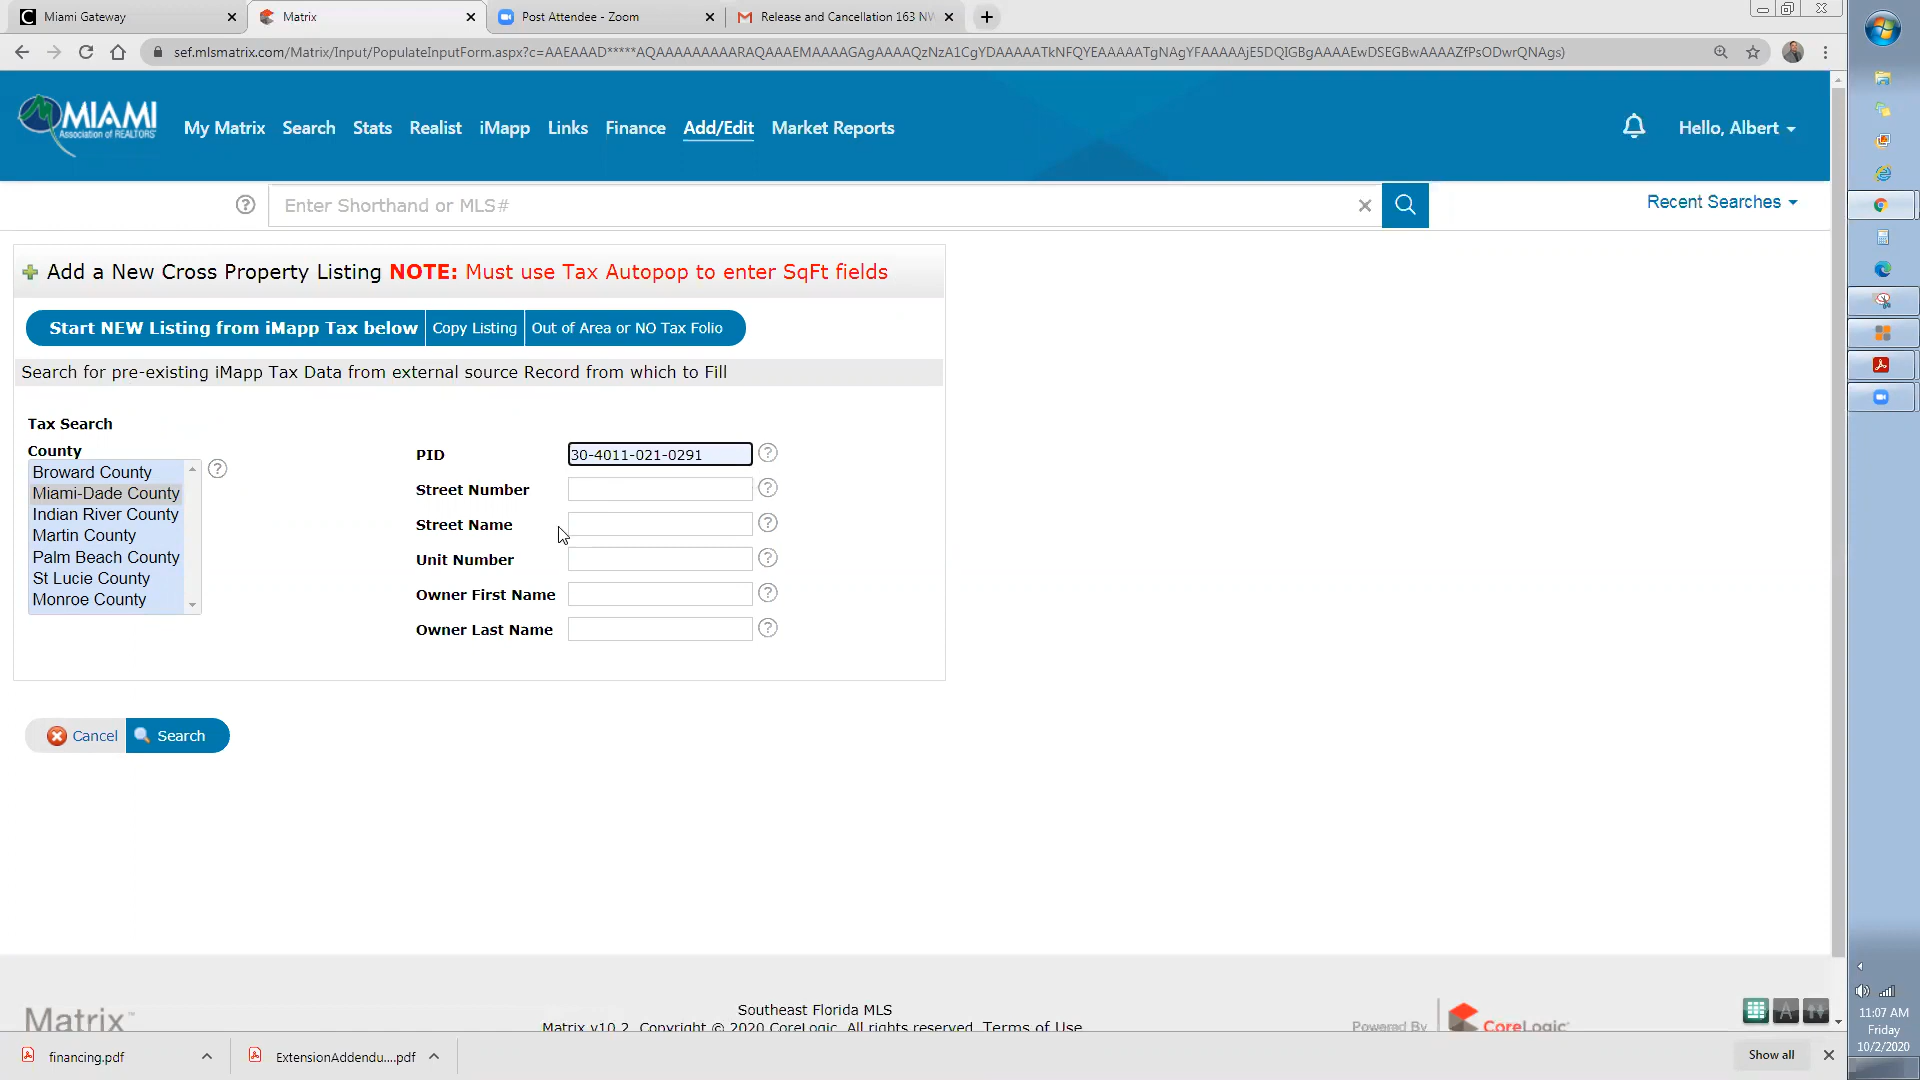 Miami Gateway
Matrix
Post Attendee - Zoom
Release and Cancellation 163 NW
sef.mlsmatrix.com/Matrix/Input/PopulateInputForm.aspx?c=AAEAAAD*****AQAAAAAAAAARAQAAAEMAAAAGAgAAAAQzNzA1CgYDAAAAATkNFQYEAAAAATgNAgYFAAAAAjE5DQIGBgAAAAEwDSEGBwAAAAZfPsODwrQNAgs)
MIAMI
Association of REALTORS®
My Matrix Search Stats Realist iMapp Links Finance Add/Edit Market Reports
Hello, Albert
Enter Shorthand or MLS#
Recent Searches
Add a New Cross Property Listing NOTE: Must use Tax Autopop to enter SqFt fields
Start NEW Listing from iMapp Tax below Copy Listing Out of Area or NO Tax Folio
Search for pre-existing iMapp Tax Data from external source Record from which to Fill
Tax Search
County
Broward County
Miami-Dade County
Indian River County
Martin County
Palm Beach County
St Lucie County
Monroe County
PID 30-4011-021-0291
Street Number
Street Name
Unit Number
Owner First Name
Owner Last Name
Cancel Search
Matrix™
Southeast Florida MLS
Matrix v10.2. Copyright © 2020 CoreLogic. All rights reserved. Terms of Use
Powered By CoreLogic
financing.pdf
ExtensionAddendu....pdf
Show all
11:07 AM
Friday
10/2/2020